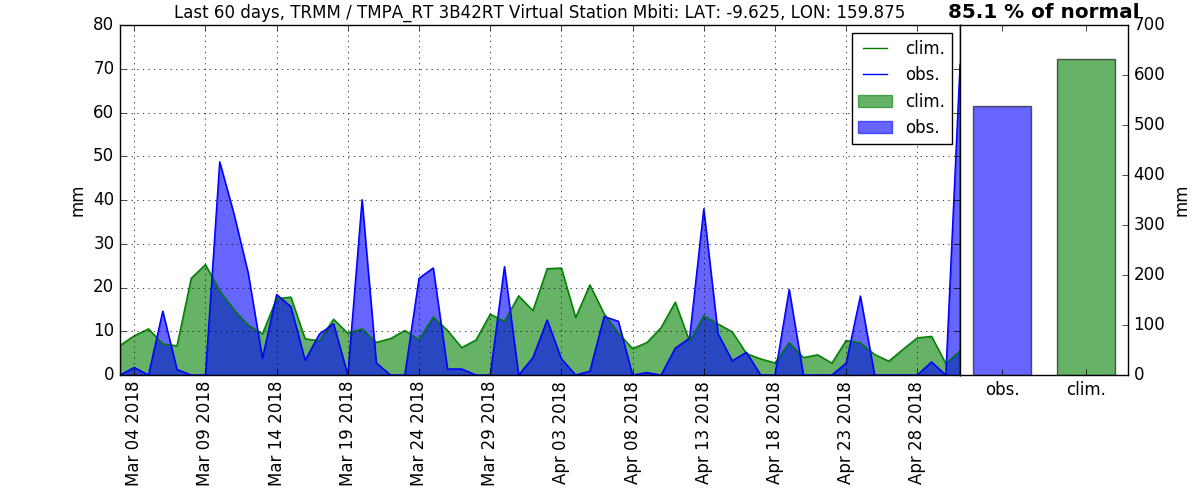 Last 60 days, TRMM / TMPA_RT 3B42RT Virtual Station Mbiti: LAT: -9.625, LON: 159.875
85.1 % of normal
80
70
60
50
40
30
20
10
0
mm
clim.
obs.
clim.
obs.
Mar 04 2018
Mar 09 2018
Mar 14 2018
Mar 19 2018
Mar 24 2018
Mar 29 2018
Apr 03 2018
Apr 08 2018
Apr 13 2018
Apr 18 2018
Apr 23 2018
Apr 28 2018
700
600
500
400
300
200
100
0
mm
obs.
clim.